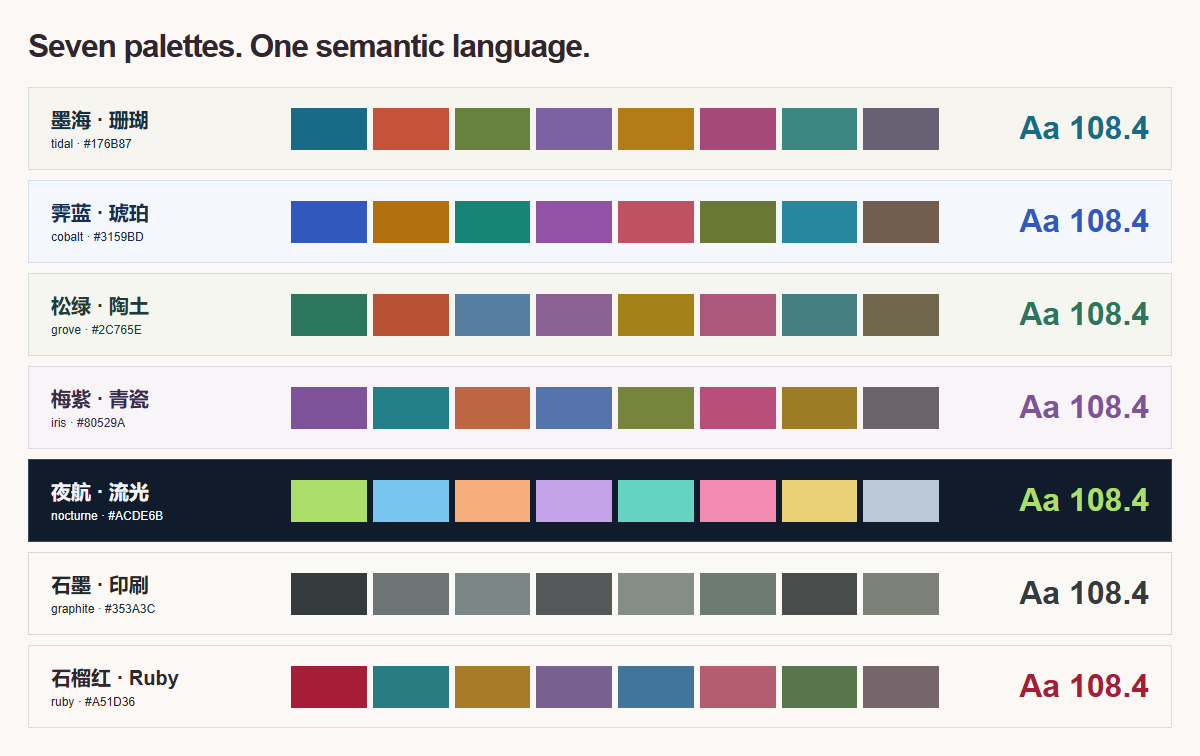 Seven palettes. One semantic language.
墨海 · 珊瑚
tidal · #176B87
Aa 108.4
霁蓝 · 琥珀
cobalt · #3159BD
Aa 108.4
松绿 · 陶土
grove · #2C765E
Aa 108.4
梅紫 · 青瓷
iris · #80529A
Aa 108.4
夜航 · 流光
nocturne · #ACDE6B
Aa 108.4
石墨 · 印刷
graphite · #353A3C
Aa 108.4
石榴红 · Ruby
ruby · #A51D36
Aa 108.4